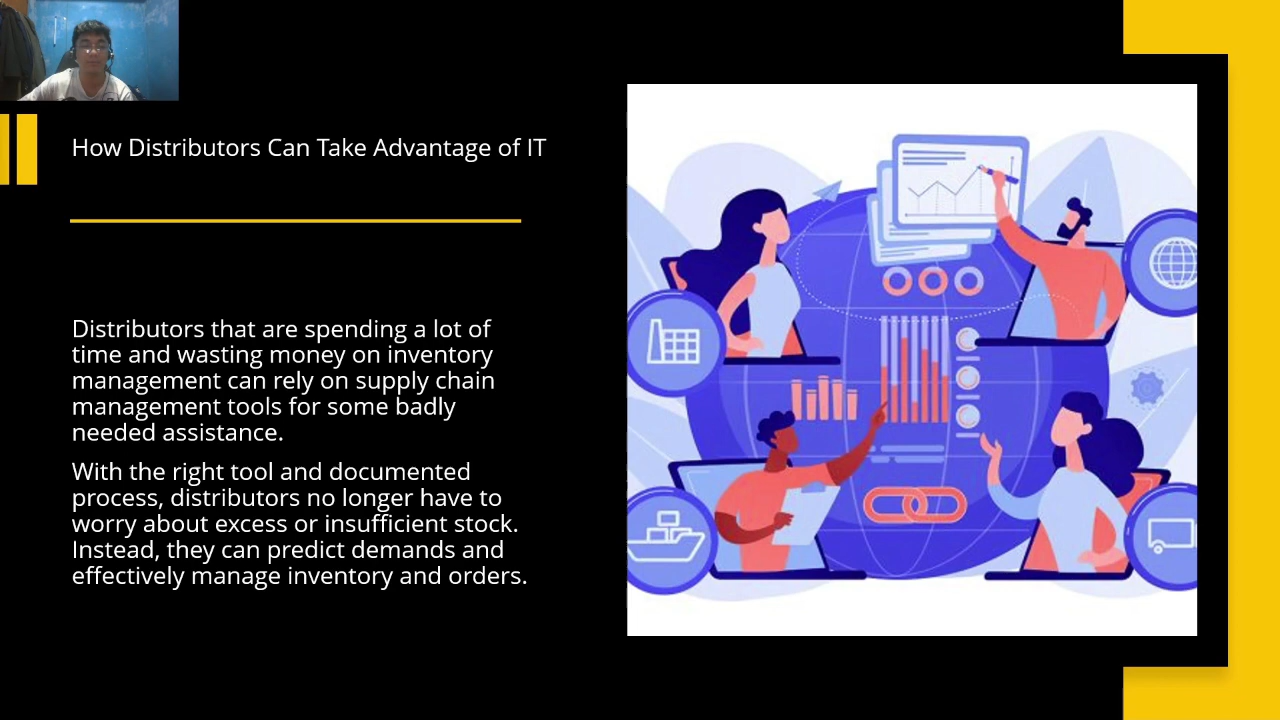 How Distributors Can Take Advantage of IT
Distributors that are spending a lot of
time and wasting money on inventory
management can rely on supply chain
management tools for some badly
needed assistance.
With the right tool and documented
process, distributors no longer have to
worry about excess or insufficient stock.
Instead, they can predict demands and
effectively manage inventory and orders.